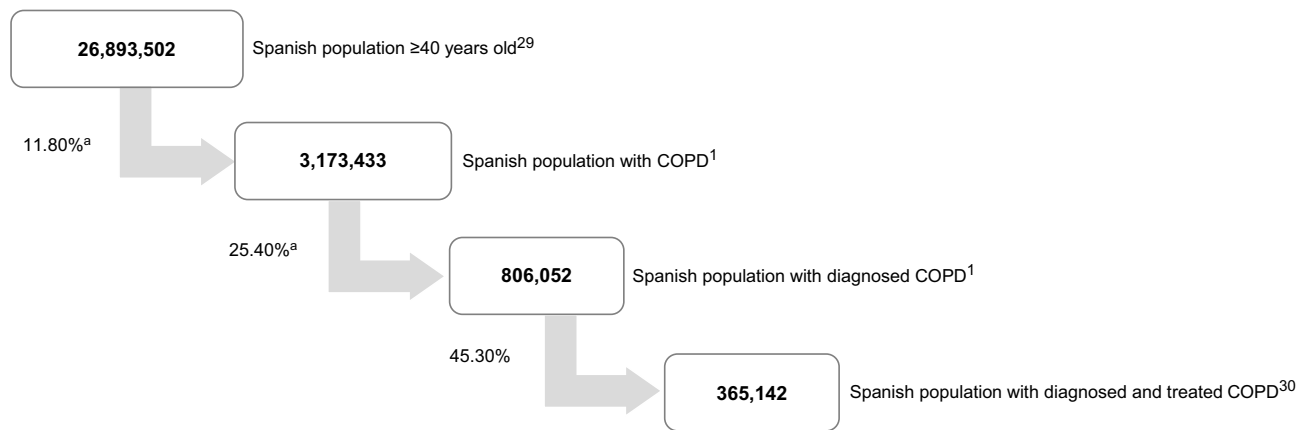 26,893,502 Spanish population ≥40 years old29
11.80%a
3,173,433 Spanish population with COPD1
25.40%a
806,052 Spanish population with diagnosed COPD1
45.30%
365,142 Spanish population with diagnosed and treated COPD30